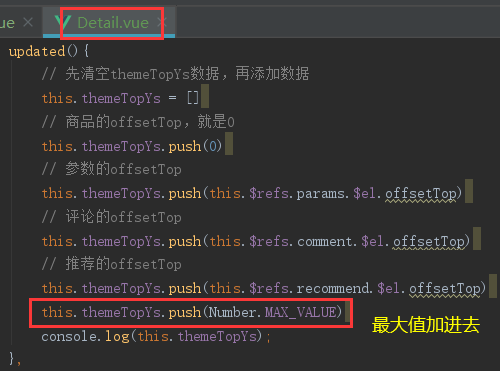 ue × Detail.vue ×
updated(){
// 先清空themeTopYs数据，再添加数据
this.themeTopYs = []
// 商品的offsetTop，就是0
this.themeTopYs.push(0)
// 参数的offsetTop
this.themeTopYs.push(this.$refs.params.$el.offsetTop)
// 评论的offsetTop
this.themeTopYs.push(this.$refs.comment.$el.offsetTop)
// 推荐的offsetTop
this.themeTopYs.push(this.$refs.recommend.$el.offsetTop)
this.themeTopYs.push(Number.MAX_VALUE) 最大值加进去
console.log(this.themeTopYs);
},